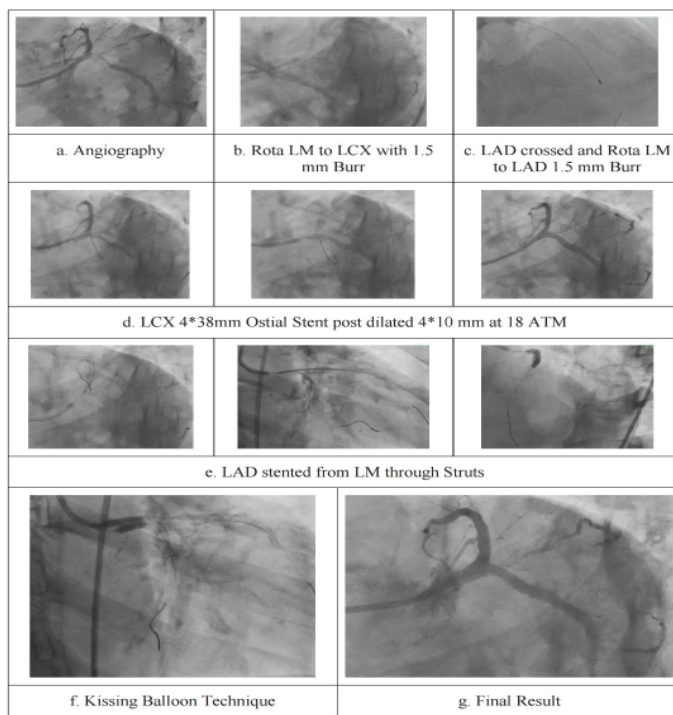 a. Angiography
b. Rota LM to LCX with 1.5
mm Burr
c. LAD crossed and Rota LM
to LAD 1.5 mm Burr
d. LCX 4*38mm Ostial Stent post dilated 4*10 mm at 18 ATM
e. LAD stented from LM through Struts
f. Kissing Balloon Technique
g. Final Result